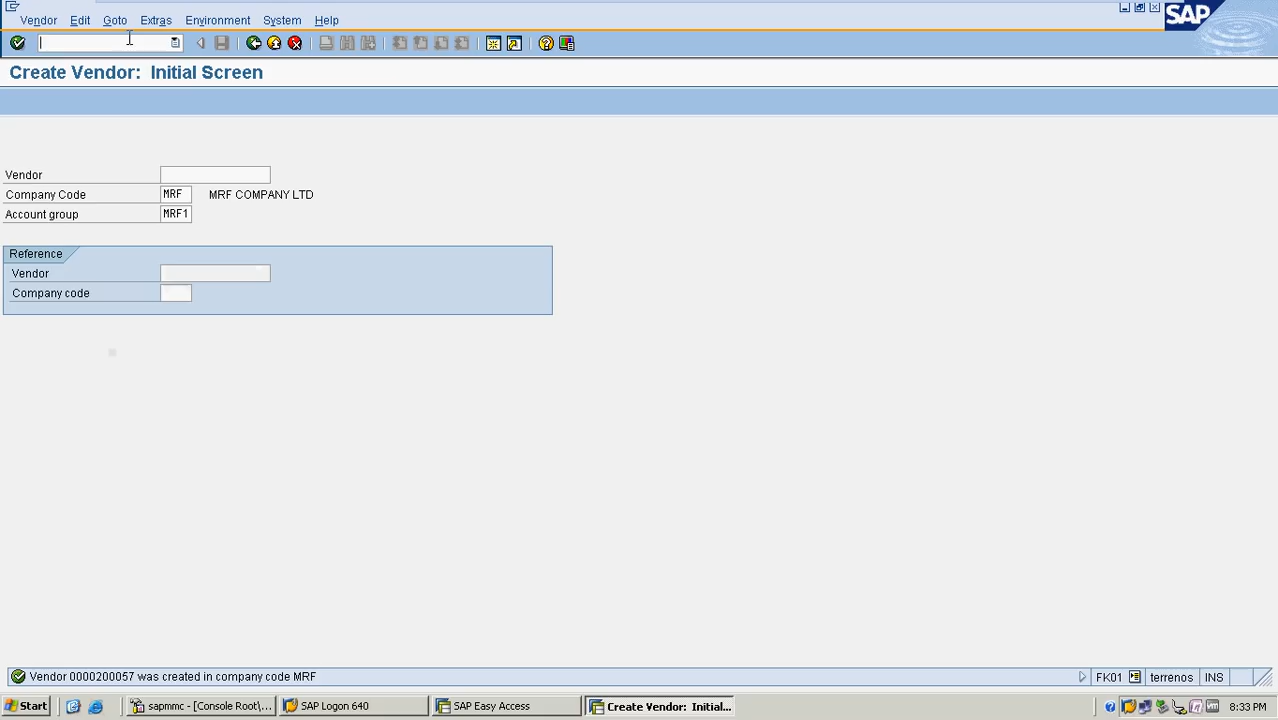 Vendor Edit Goto Extras Environment System Help
SAP
Create Vendor: Initial Screen
Vendor
Company Code MRF MRF COMPANY LTD
Account group MRF1
Reference
Vendor
Company code
Vendor 0000200057 was created in company code MRF
FK01 terrenos INS
Start sapmmc - [Console Root\... SAP Logon 640 SAP Easy Access Create Vendor: Initial... 8:33 PM